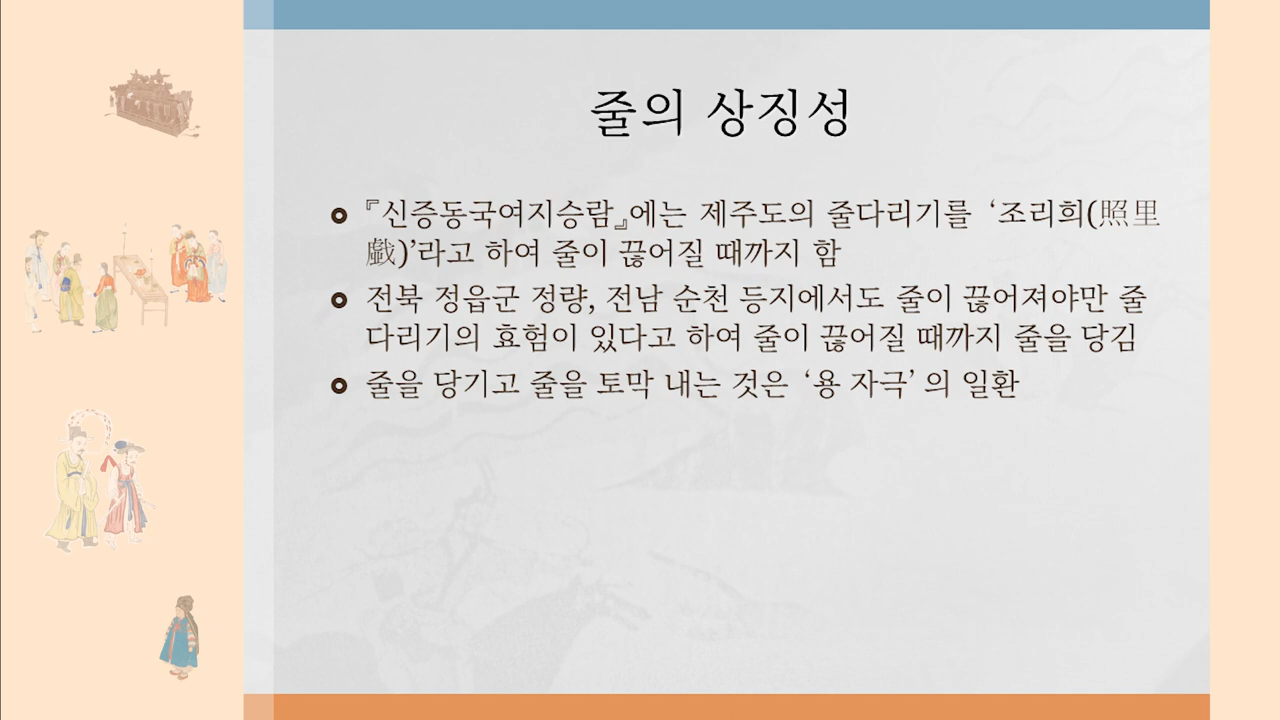 줄의 상징성
『신증동국여지승람』에는 제주도의 줄다리기를 ‘조리희(照里
戱)’라고 하여 줄이 끊어질 때까지 함
전북 정읍군 정량, 전남 순천 등지에서도 줄이 끊어져야만 줄
다리기의 효험이 있다고 하여 줄이 끊어질 때까지 줄을 당김
줄을 당기고 줄을 토막 내는 것은 ‘용 자극’ 의 일환